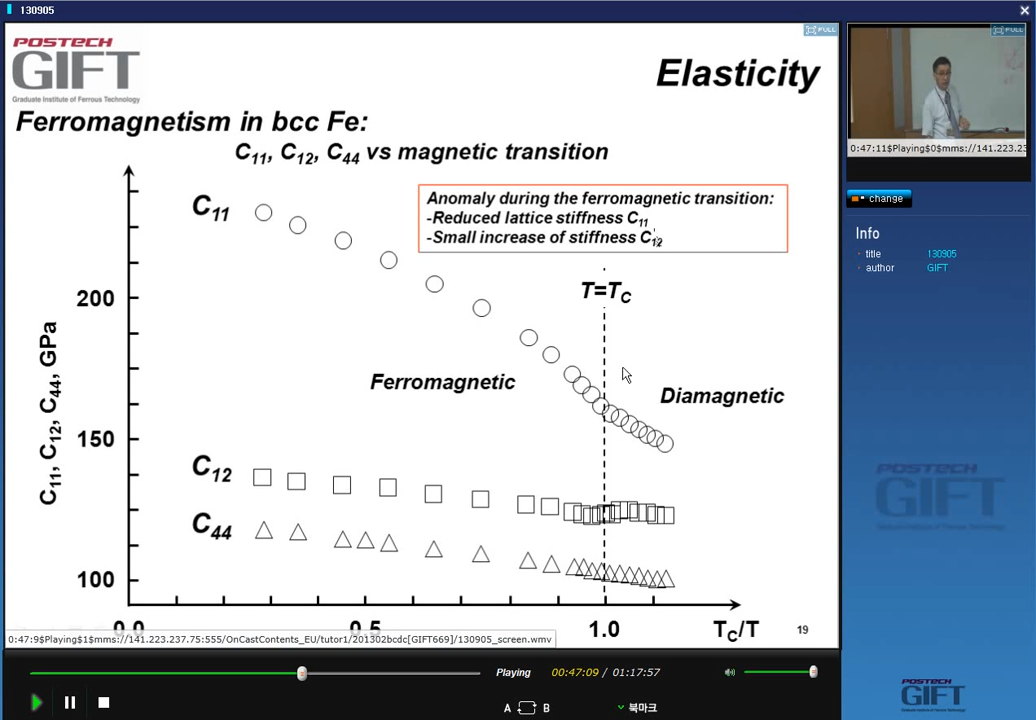 130905
POSTECH
GIFT
Graduate Institute of Ferrous Technology
FULL
Elasticity
Ferromagnetism in bcc Fe:
C11, C12, C44 vs magnetic transition
Anomaly during the ferromagnetic transition:
-Reduced lattice stiffness C11
-Small increase of stiffness C12
C11
T=TC
200
C11, C12, C44, GPa
Ferromagnetic
Diamagnetic
150
C12
C44
100
0.0
0.5
1.0
TC/T
19
0:47:9$Playing$1$mms://141.223.237.75:555/OnCastContents_EU/tutor1/201302bcdc[GIFT669]/130905_screen.wmv
Playing
00:47:09 / 01:17:57
A
B
북마크
FULL
0:47:11$Playing$0$mms://141.223.23
change
Info
title
130905
author
GIFT
POSTECH
GIFT
POSTECH
GIFT